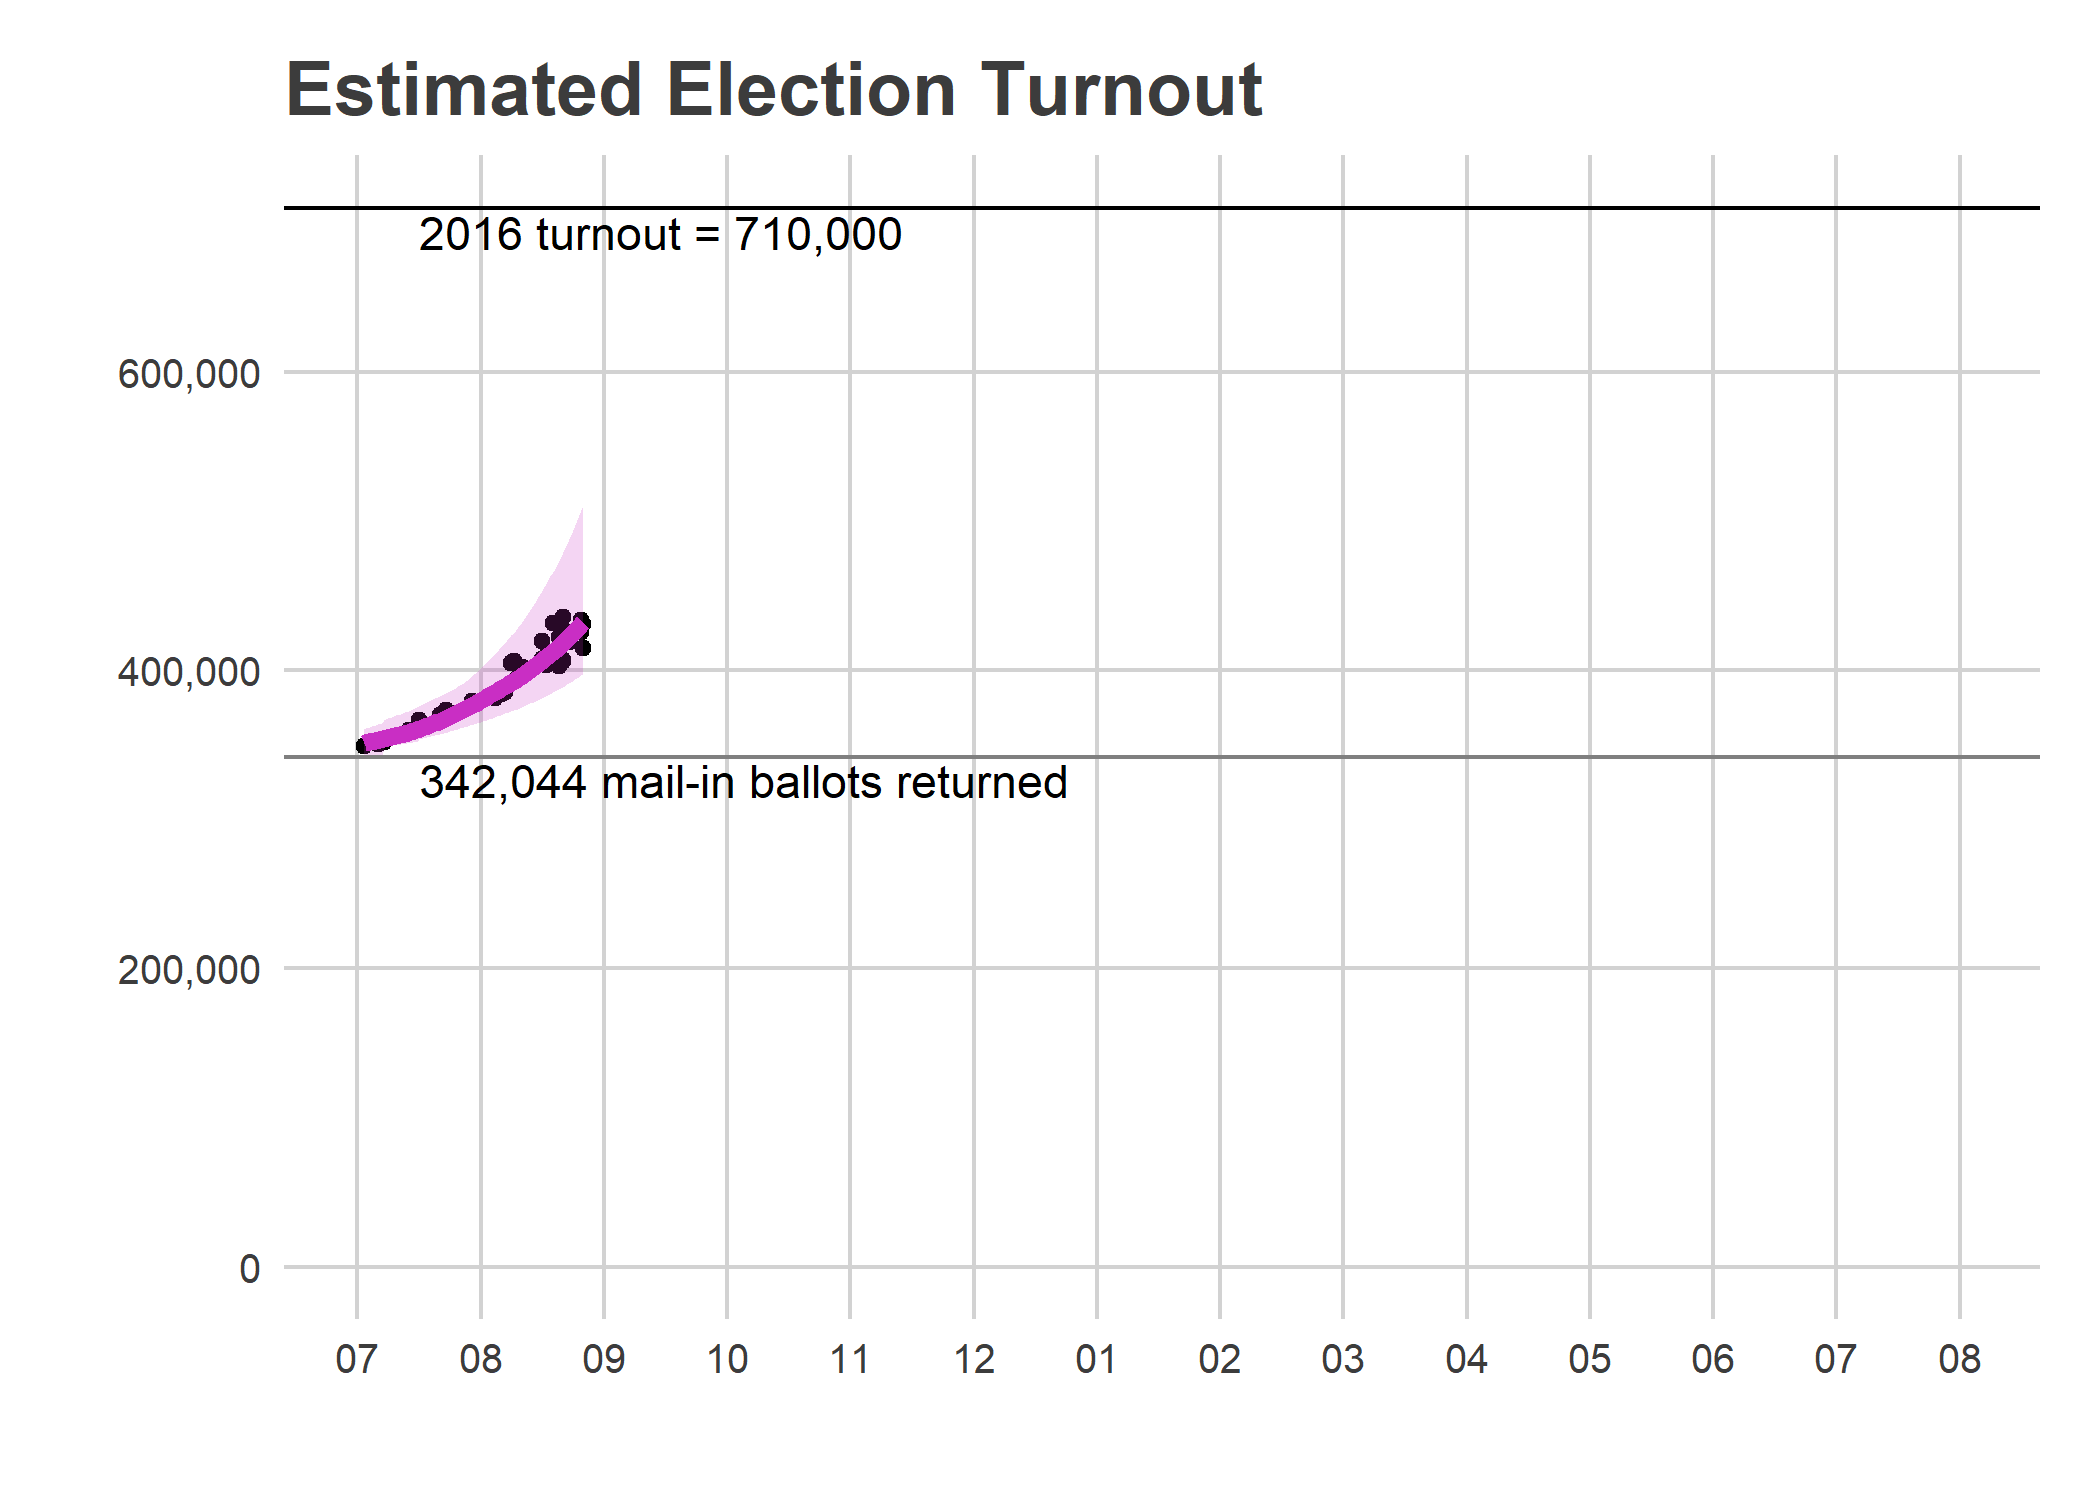 Estimated Election Turnout
2016 turnout = 710,000
600,000
400,000
342,044 mail-in ballots returned
200,000
0
07 08 09 10 11 12 01 02 03 04 05 06 07 08